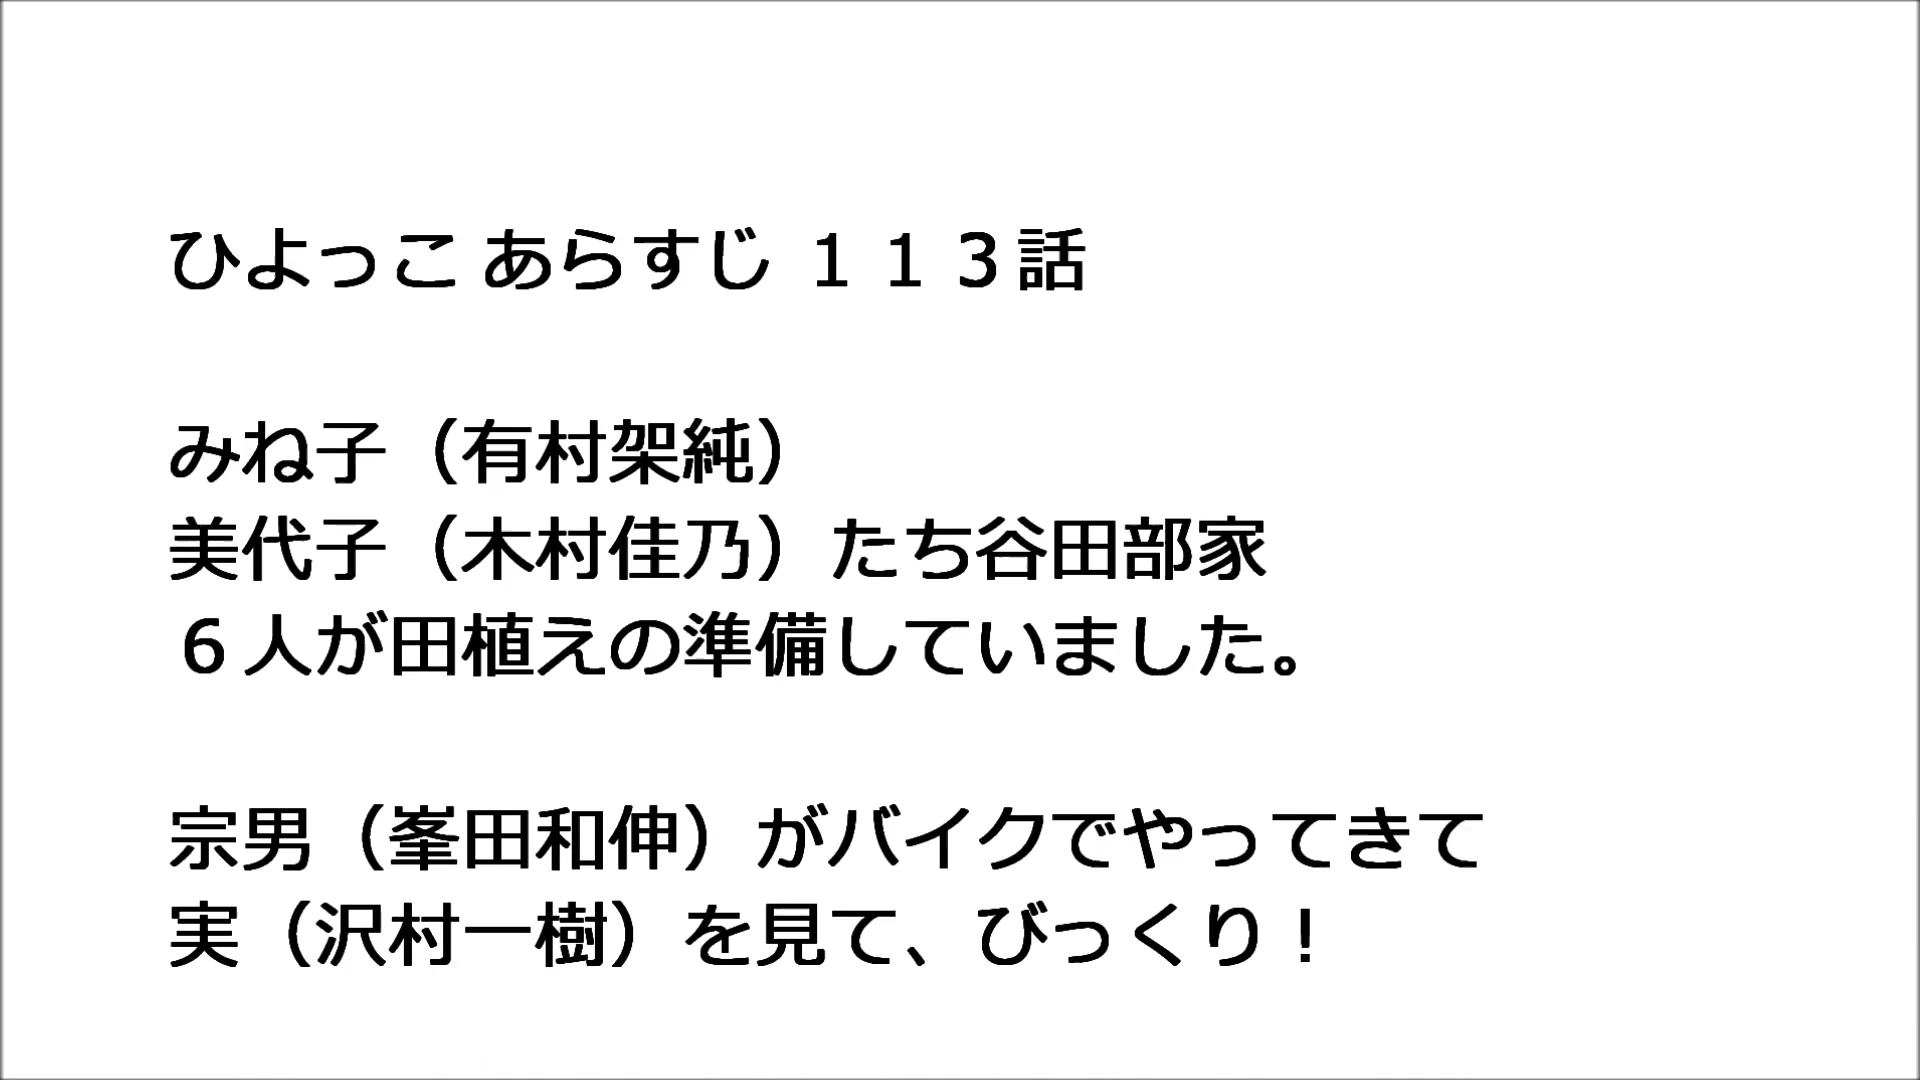 ひよっこ あらすじ １１３話
みね子（有村架純）
美代子（木村佳乃）たち谷田部家
６人が田植えの準備していました。
宗男（峯田和伸）がバイクでやってきて
実（沢村一樹）を見て、びっくり！